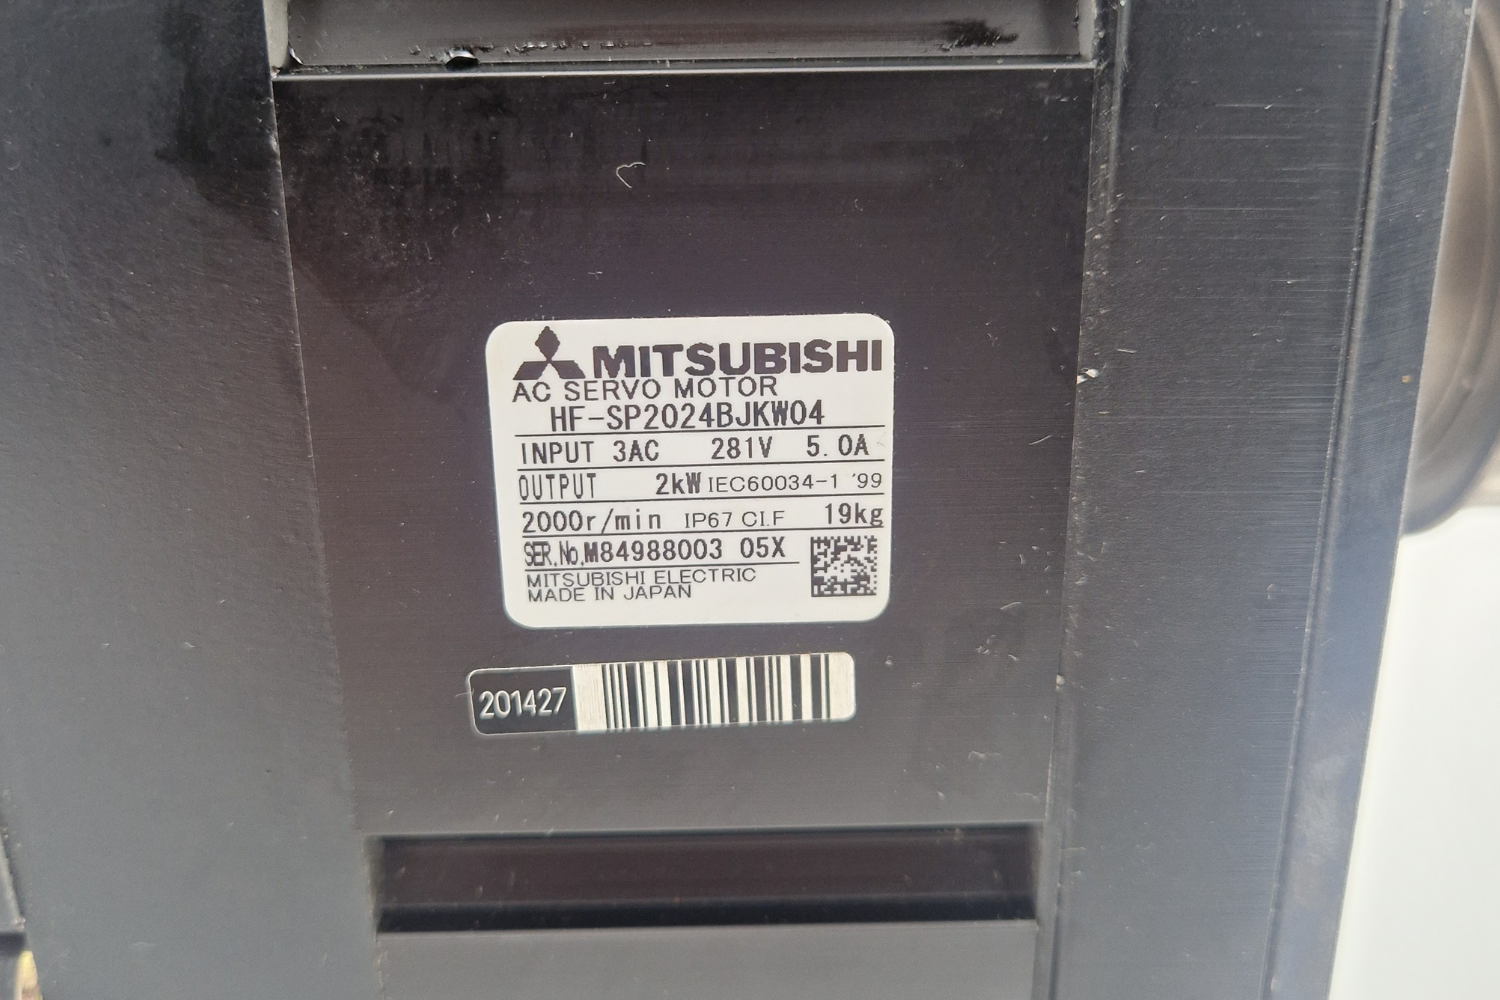 MITSUBISHI
AC SERVO MOTOR
HF-SP2024BJKW04
INPUT 3AC 281V 5.0A
OUTPUT 2kW IEC60034-1 '99
2000r/min IP67 CI.F 19kg
SER.No.M84988003 05X
MITSUBISHI ELECTRIC
MADE IN JAPAN
201427